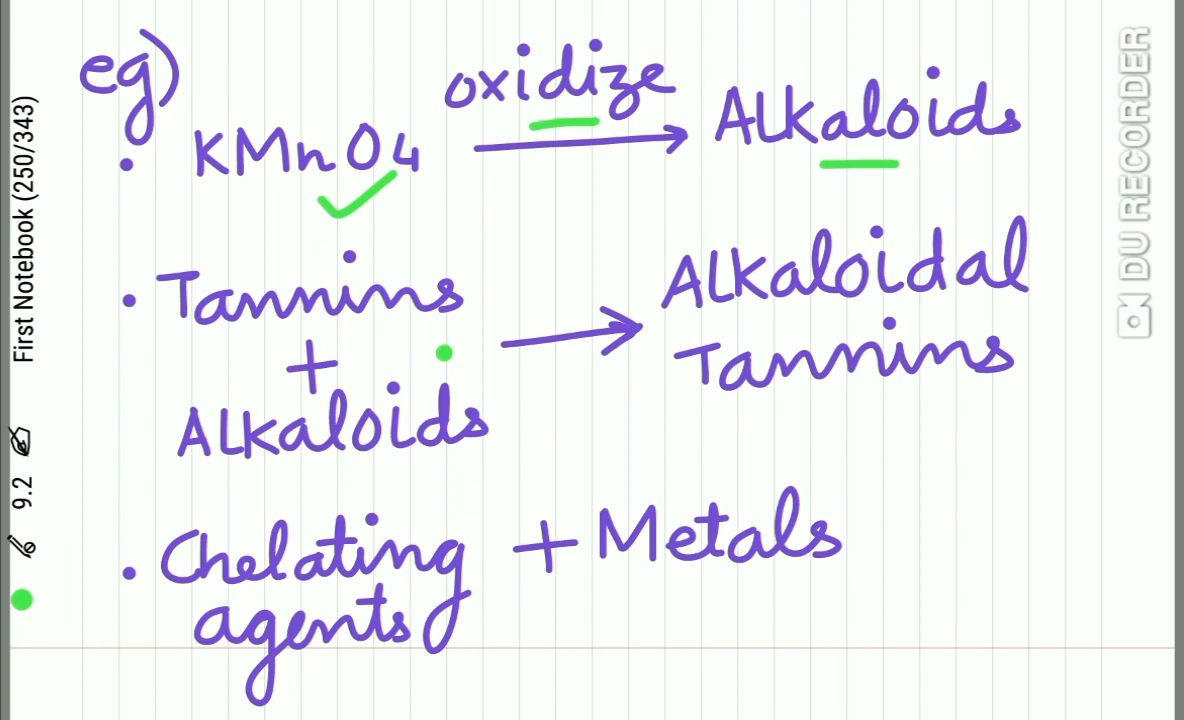 eg)
• KMnO4 oxidize → Alkaloids
• Tannins + Alkaloids → Alkaloidal Tannins
• Chelating agents + Metals
First Notebook (250/343)
9.2
DU RECORDER